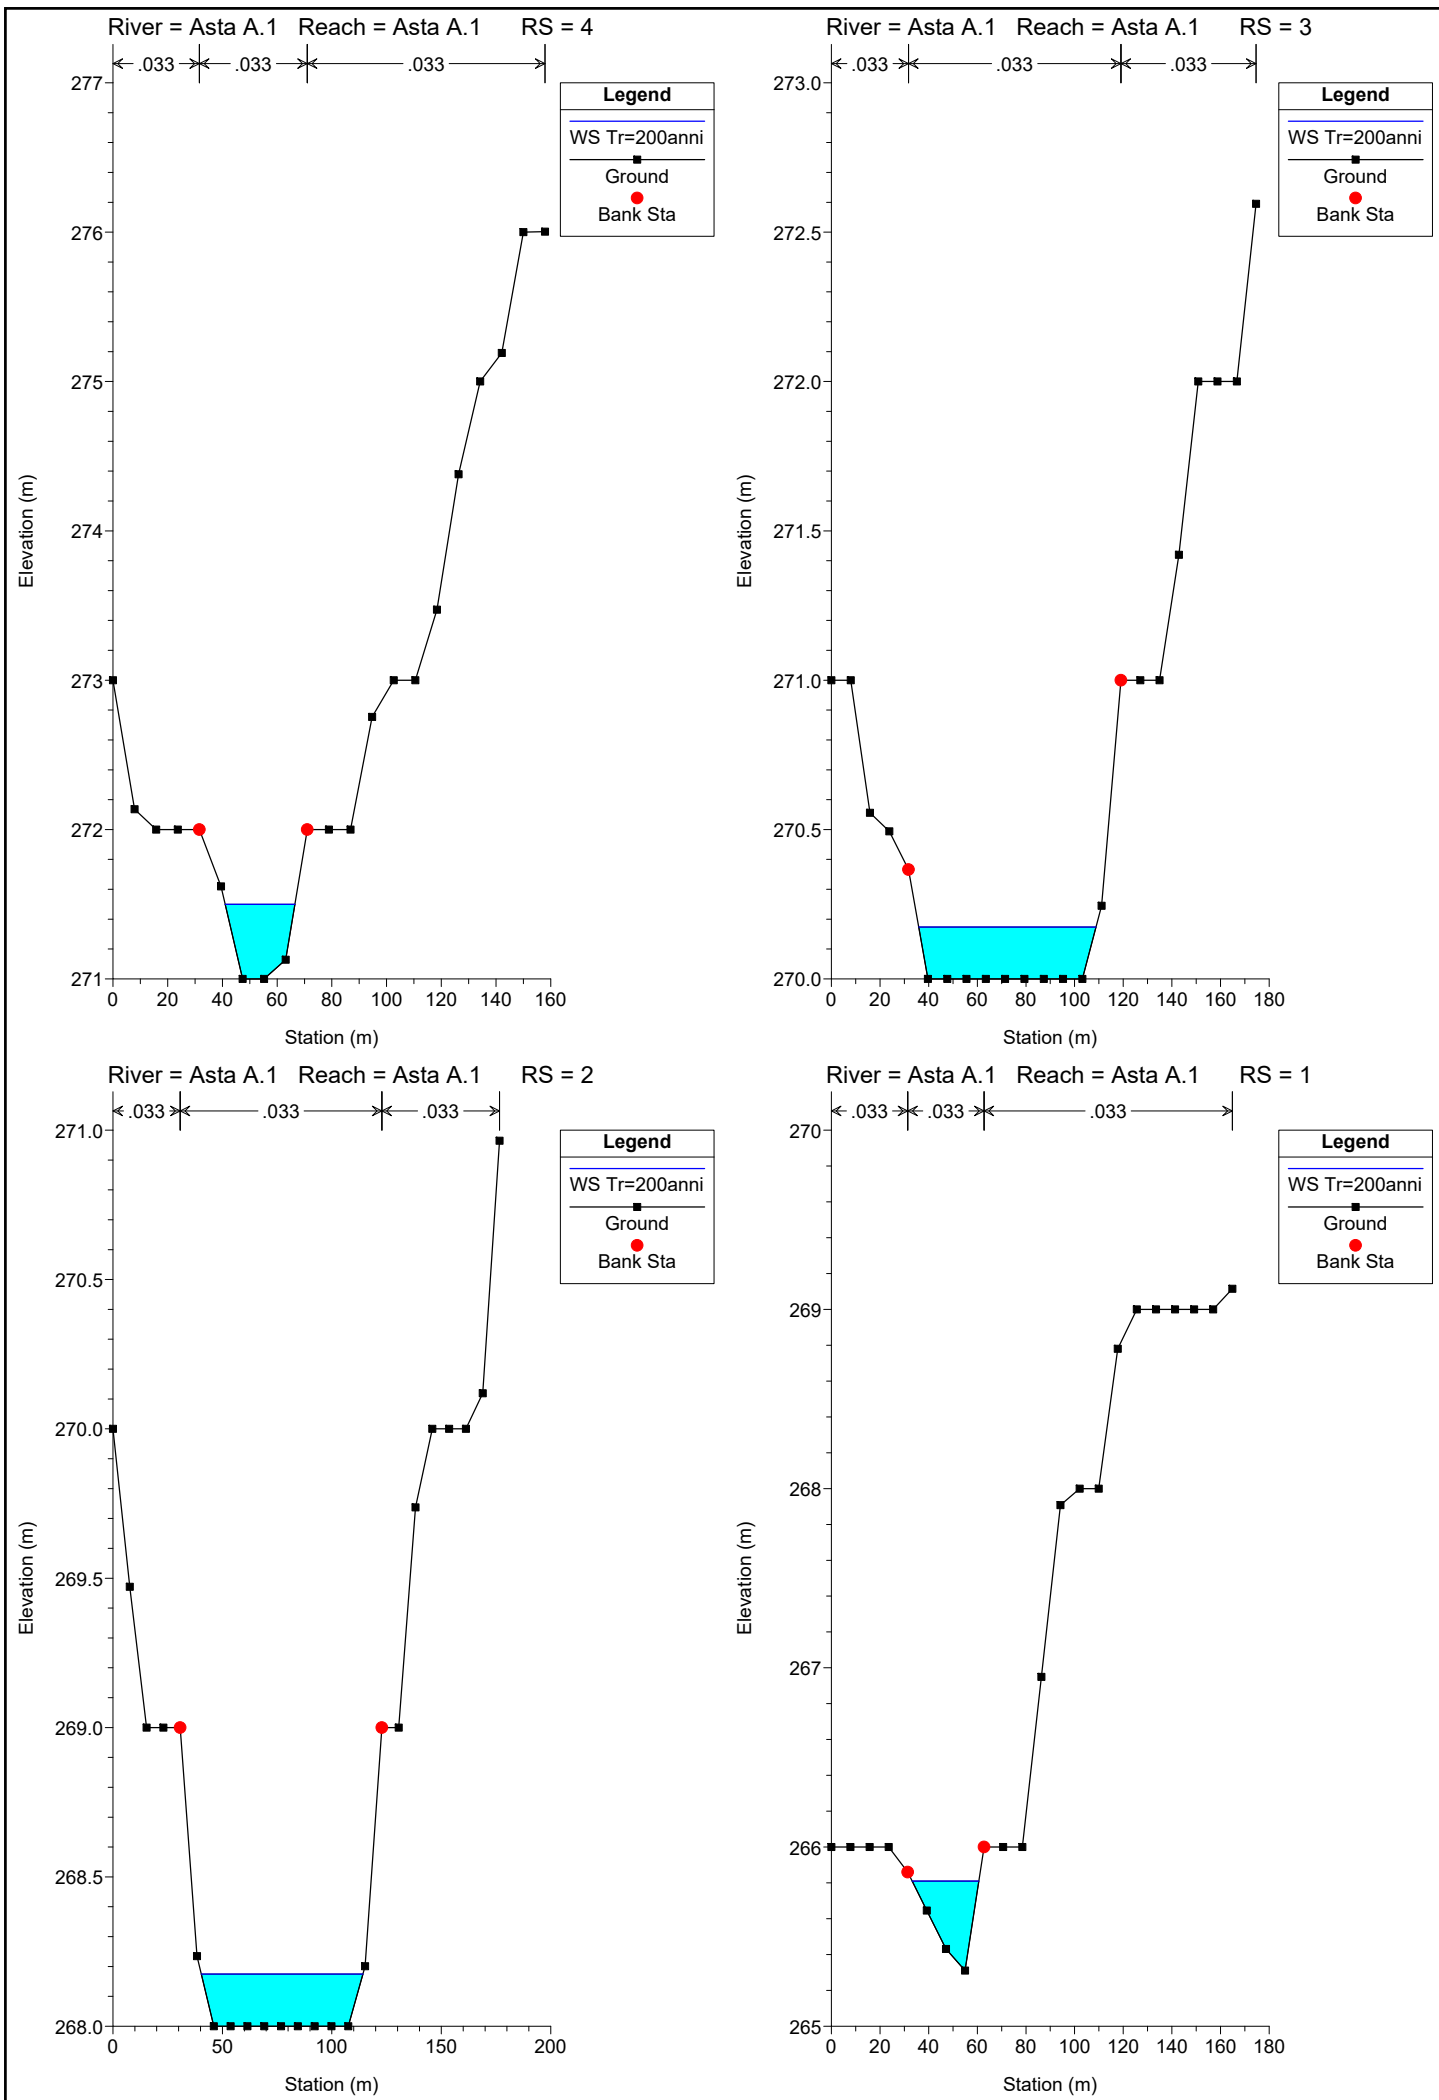 River = Asta A.1 Reach = Asta A.1 RS = 4
.033 .033 .033
Legend
WS Tr=200anni
Ground
Bank Sta
277
276
275
274
273
272
271
Elevation (m)
0 20 40 60 80 100 120 140 160
Station (m)
River = Asta A.1 Reach = Asta A.1 RS = 3
.033 .033 .033
Legend
WS Tr=200anni
Ground
Bank Sta
273.0
272.5
272.0
271.5
271.0
270.5
270.0
Elevation (m)
0 20 40 60 80 100 120 140 160 180
Station (m)
River = Asta A.1 Reach = Asta A.1 RS = 2
.033 .033 .033
Legend
WS Tr=200anni
Ground
Bank Sta
271.0
270.5
270.0
269.5
269.0
268.5
268.0
Elevation (m)
0 50 100 150 200
Station (m)
River = Asta A.1 Reach = Asta A.1 RS = 1
.033 .033 .033
Legend
WS Tr=200anni
Ground
Bank Sta
270
269
268
267
266
265
Elevation (m)
0 20 40 60 80 100 120 140 160 180
Station (m)